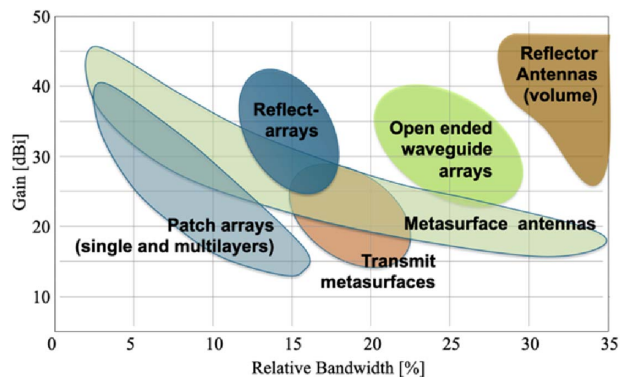 50
40
30
20
10
Gain [dBi]
Reflector
Antennas
(volume)
Reflect-
arrays
Open ended
waveguide
arrays
Patch arrays
(single and multilayers)
Metasurface antennas
Transmit
metasurfaces
0
5
10
15
20
25
30
35
Relative Bandwidth [%]